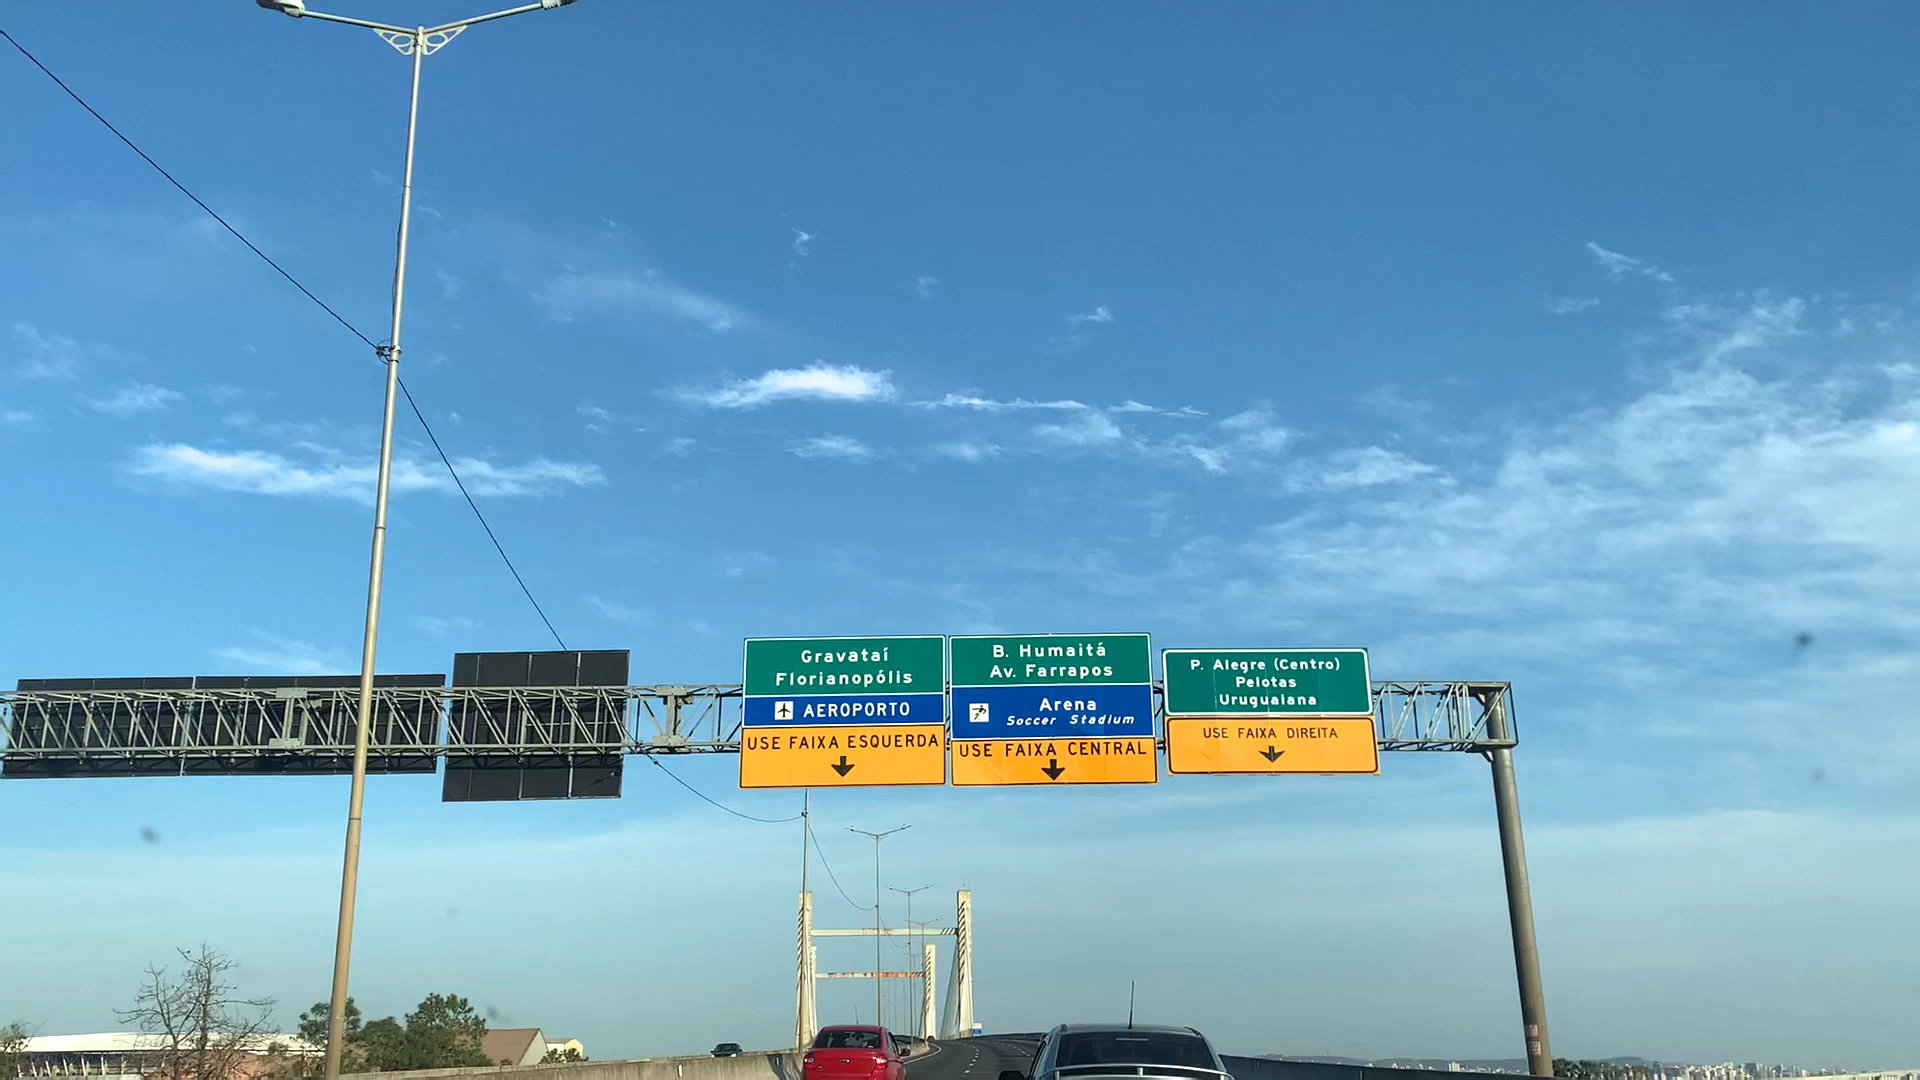 Gravataí
Florianópolis
AEROPORTO
USE FAIXA ESQUERDA
B. Humaitá
Av. Farrapos
Arena
Soccer Stadium
USE FAIXA CENTRAL
P. Alegre (Centro)
Pelotas
Uruguaiana
USE FAIXA DIREITA